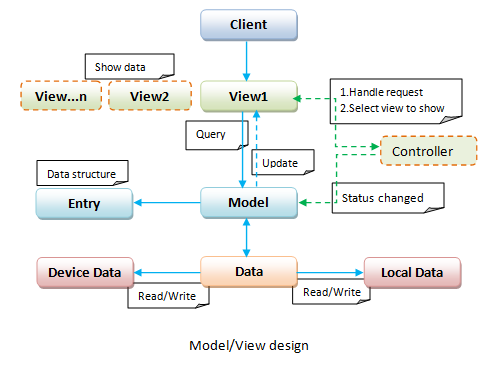 Client
Show data
View...n
View2
View1
1.Handle request
2.Select view to show
Query
Controller
Update
Data structure
Status changed
Entry
Model
Device Data
Data
Local Data
Read/Write
Read/Write
Model/View design